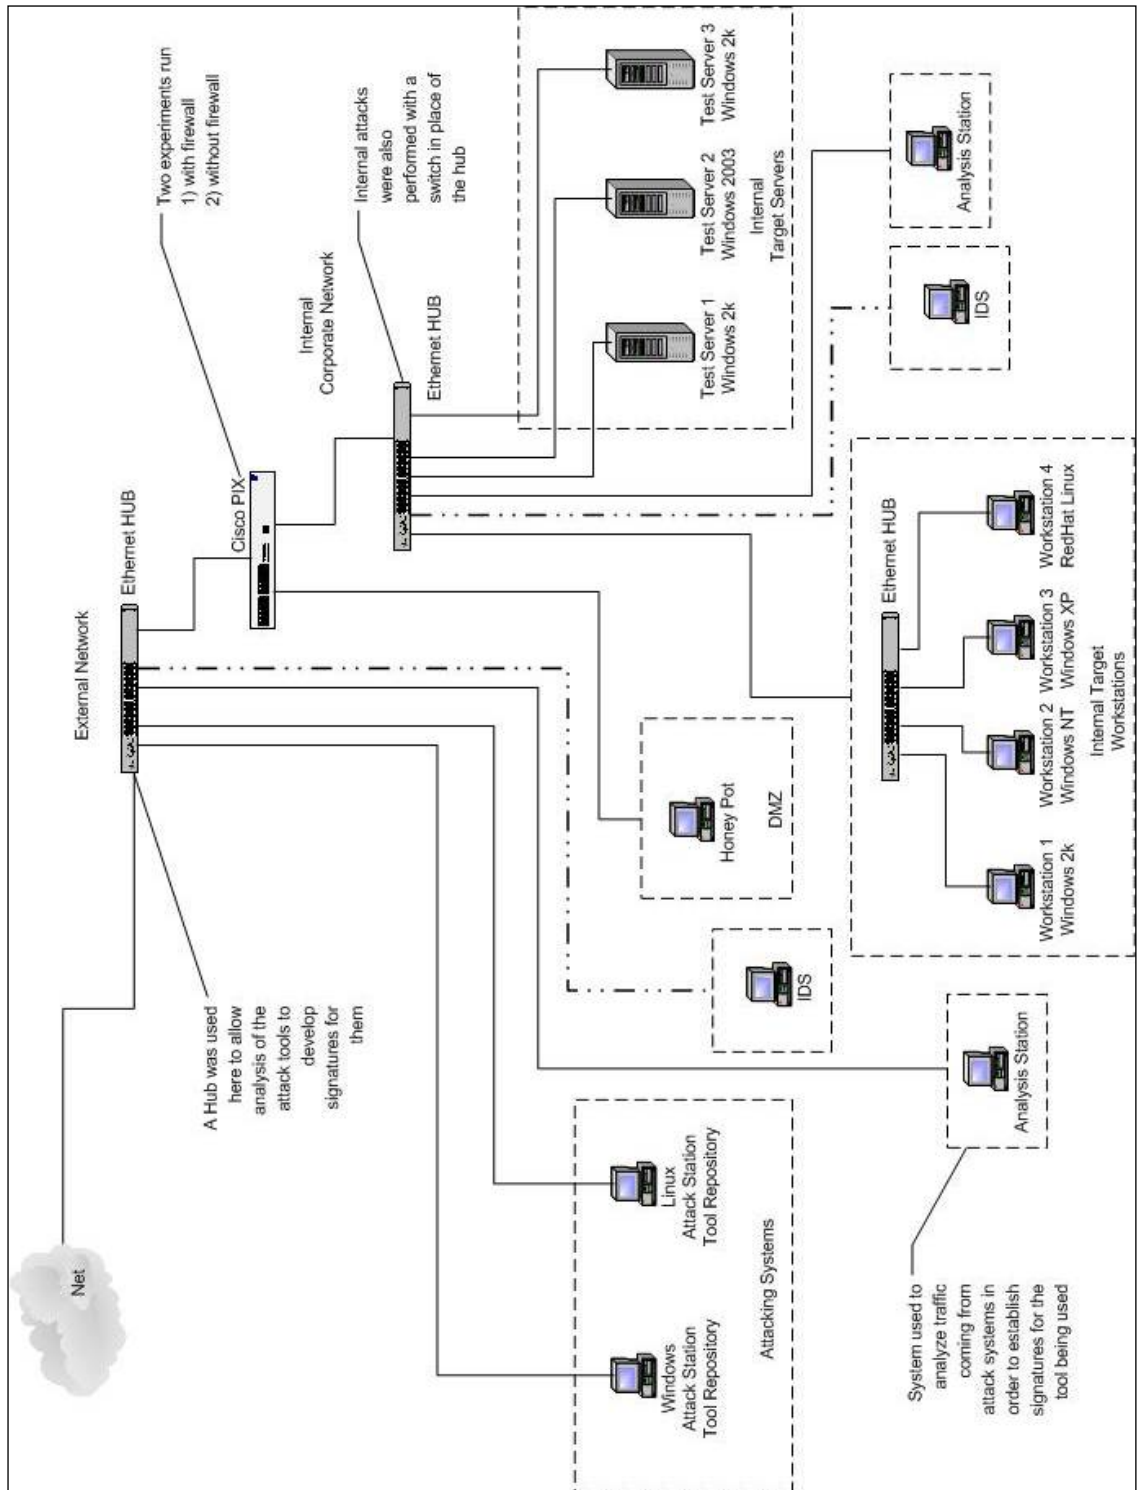 Net
External Network
Ethernet HUB
A Hub was used
here to allow
analysis of the
attack tools to
develop
signatures for
them
Cisco PIX
Two experiments run
1) with firewall
2) without firewall
Internal
Corporate Network
Ethernet HUB
Internal attacks
were also
performed with a
switch in place of
the hub
Windows
Attack Station
Tool Repository
Linux
Attack Station
Tool Repository
Attacking Systems
IDS
Honey Pot
DMZ
Test Server 1
Windows 2k
Test Server 2
Windows 2003
Test Server 3
Windows 2k
Internal
Target Servers
System used to
analyze traffic
coming from
attack systems in
order to establish
signatures for the
tool being used
Analysis Station
Ethernet HUB
Workstation 1
Windows 2k
Workstation 2
Windows NT
Workstation 3
Windows XP
Workstation 4
RedHat Linux
Internal Target
Workstations
IDS
Analysis Station